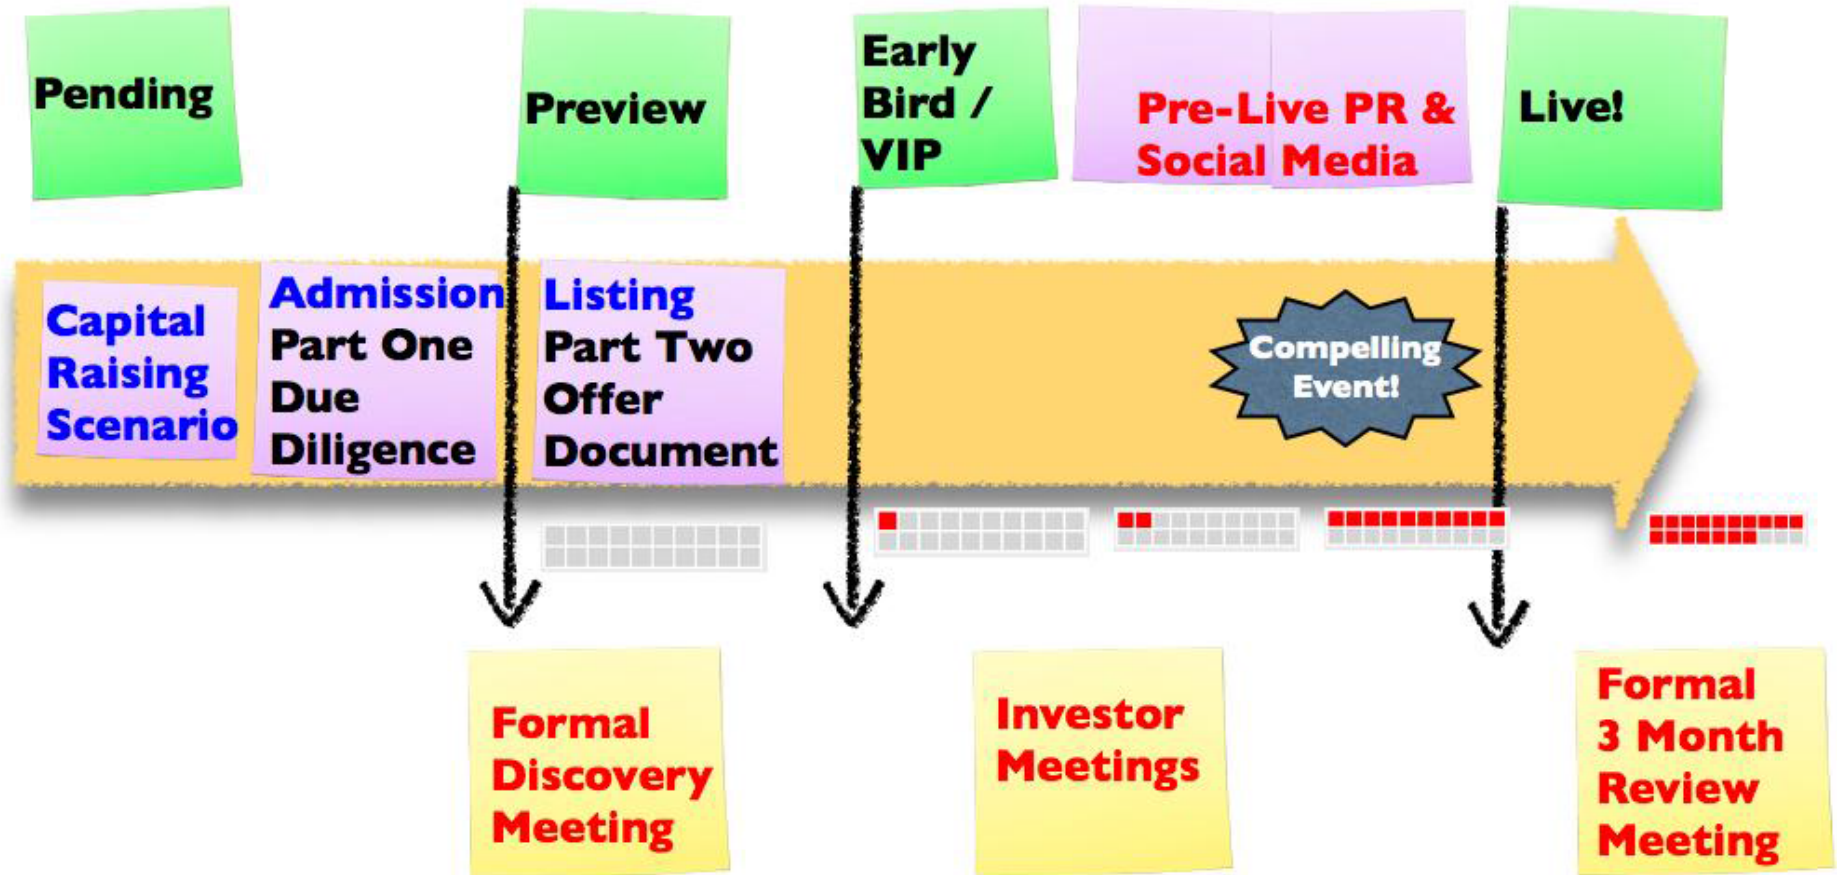 Pending
Preview
Early
Bird /
VIP
Pre-Live PR &
Social Media
Live!
Capital
Raising
Scenario
Admission
Part One
Due
Diligence
Listing
Part Two
Offer
Document
Compelling
Event!
Formal
Discovery
Meeting
Investor
Meetings
Formal
3 Month
Review
Meeting